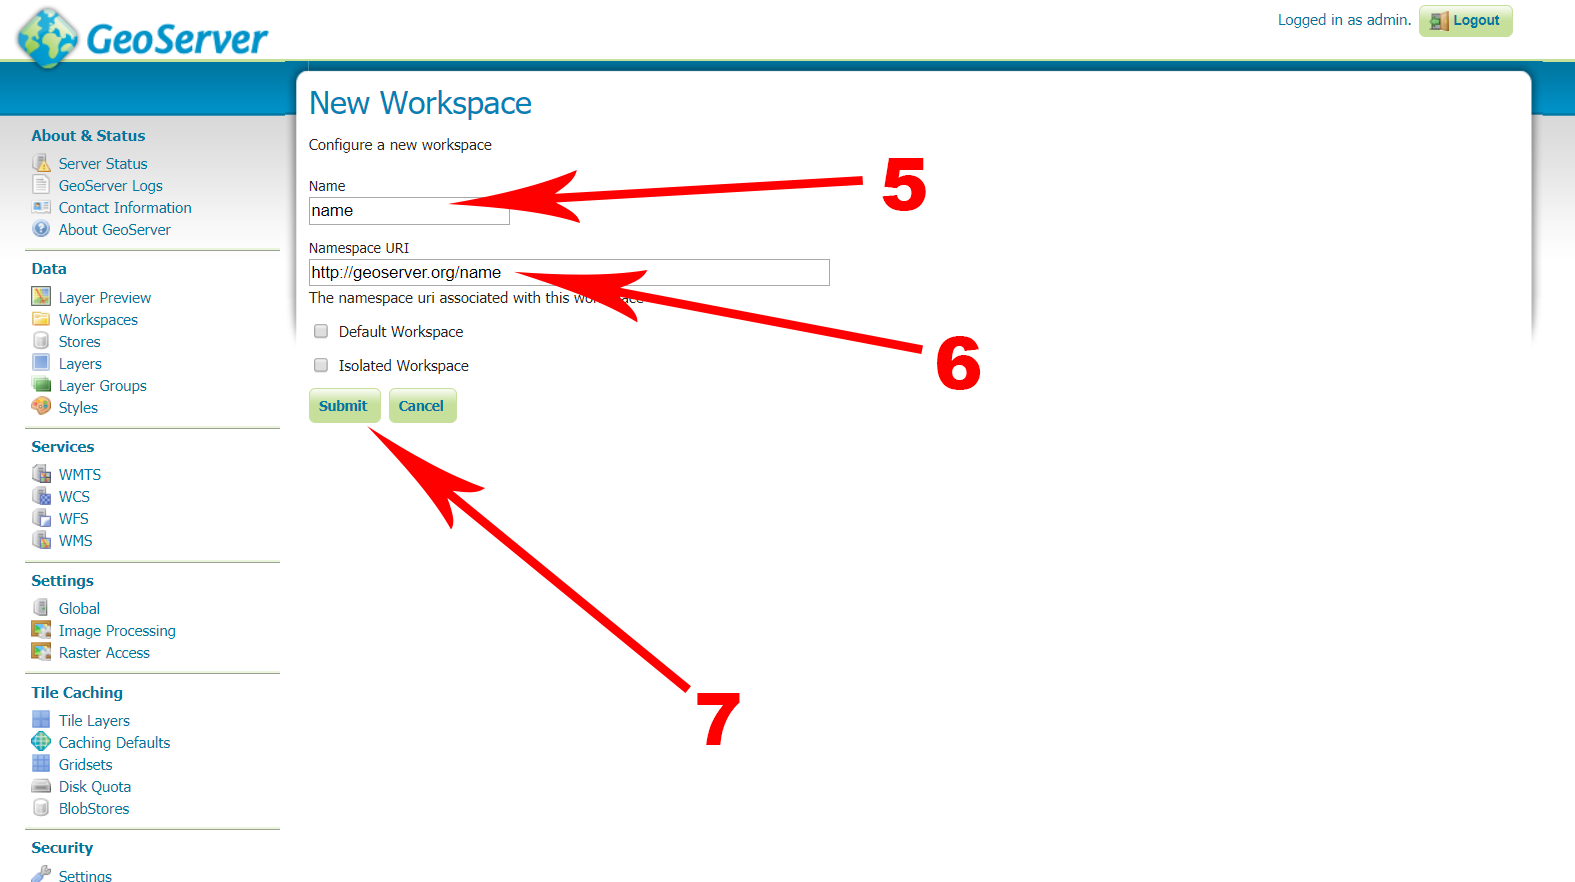 GeoServer
Logged in as admin.
Logout
About & Status
Server Status
GeoServer Logs
Contact Information
About GeoServer
Data
Layer Preview
Workspaces
Stores
Layers
Layer Groups
Styles
Services
WMTS
WCS
WFS
WMS
Settings
Global
Image Processing
Raster Access
Tile Caching
Tile Layers
Caching Defaults
Gridsets
Disk Quota
BlobStores
Security
Settings
New Workspace
Configure a new workspace
Name
name
5
Namespace URI
http://geoserver.org/name
The namespace uri associated with this workspace
6
Default Workspace
Isolated Workspace
Submit Cancel
7